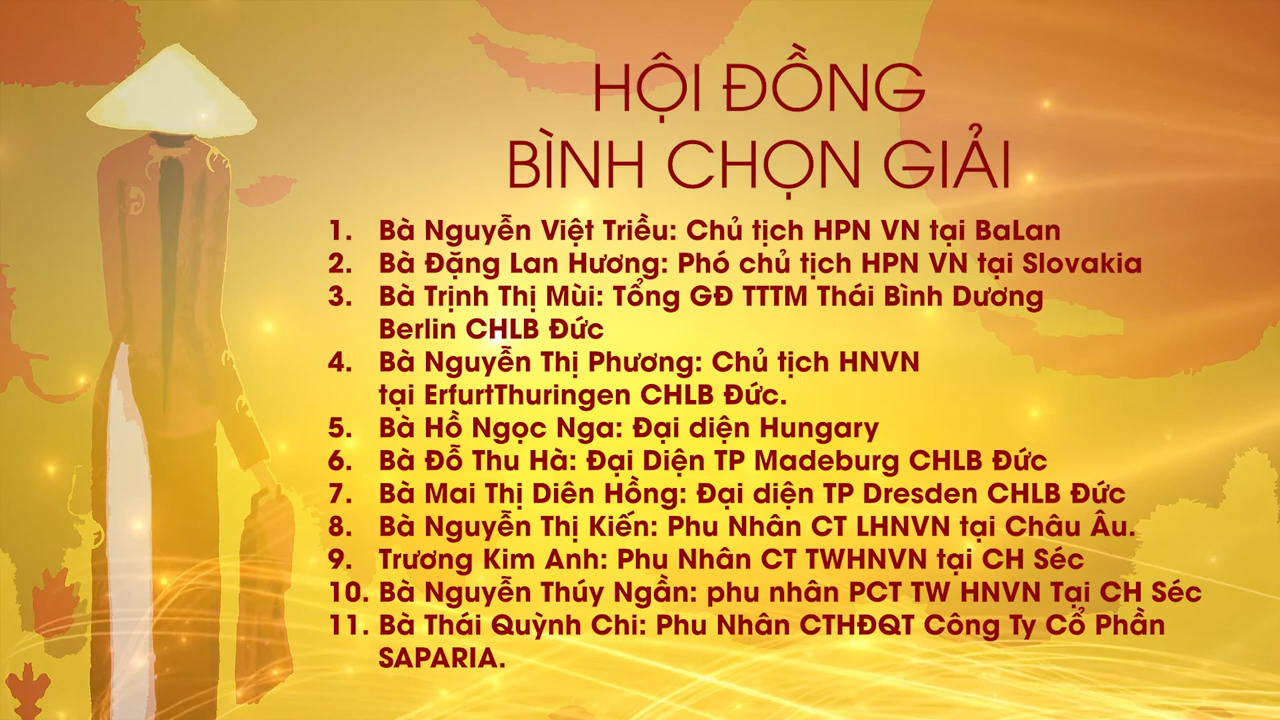 HỘI ĐỒNG
BÌNH CHỌN GIẢI
1. Bà Nguyễn Việt Triều: Chủ tịch HPN VN tại BaLan
2. Bà Đặng Lan Hương: Phó chủ tịch HPN VN tại Slovakia
3. Bà Trịnh Thị Mùi: Tổng GĐ TTTM Thái Bình Dương
Berlin CHLB Đức
4. Bà Nguyễn Thị Phương: Chủ tịch HNVN
tại ErfurtThuringen CHLB Đức.
5. Bà Hồ Ngọc Nga: Đại diện Hungary
6. Bà Đỗ Thu Hà: Đại Diện TP Madeburg CHLB Đức
7. Bà Mai Thị Diên Hồng: Đại diện TP Dresden CHLB Đức
8. Bà Nguyễn Thị Kiến: Phu Nhân CT LHNVN tại Châu Âu.
9. Trương Kim Anh: Phu Nhân CT TWHNVN tại CH Séc
10. Bà Nguyễn Thúy Ngần: phu nhân PCT TW HNVN Tại CH Séc
11. Bà Thái Quỳnh Chi: Phu Nhân CTHĐQT Công Ty Cổ Phần
SAPARIA.